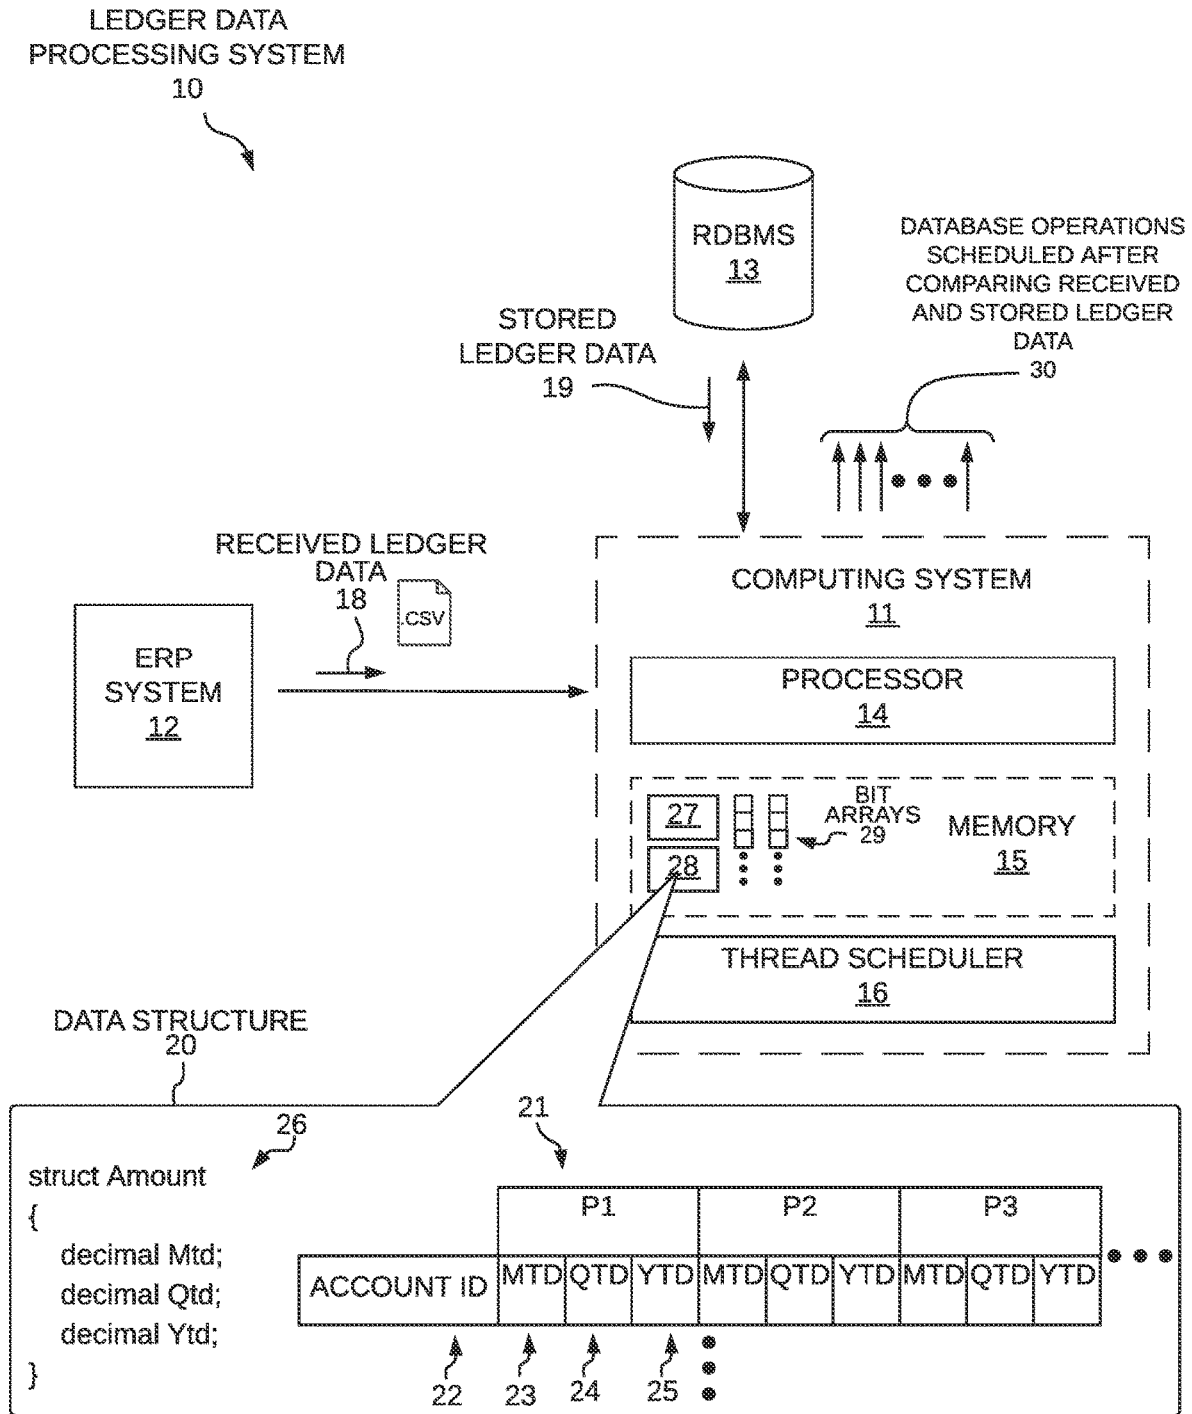 LEDGER DATA
PROCESSING SYSTEM
10
RDBMS
13
DATABASE OPERATIONS
SCHEDULED AFTER
COMPARING RECEIVED
AND STORED LEDGER
DATA
30
STORED
LEDGER DATA
19
RECEIVED LEDGER
DATA
18
.CSV
ERP
SYSTEM
12
COMPUTING SYSTEM
11
PROCESSOR
14
27
28
BIT
ARRAYS
29
MEMORY
15
THREAD SCHEDULER
16
DATA STRUCTURE
20
26
struct Amount
{
decimal Mtd;
decimal Qtd;
decimal Ytd;
}
21
P1 P2 P3
ACCOUNT ID MTD QTD YTD MTD QTD YTD MTD QTD YTD
22 23 24 25